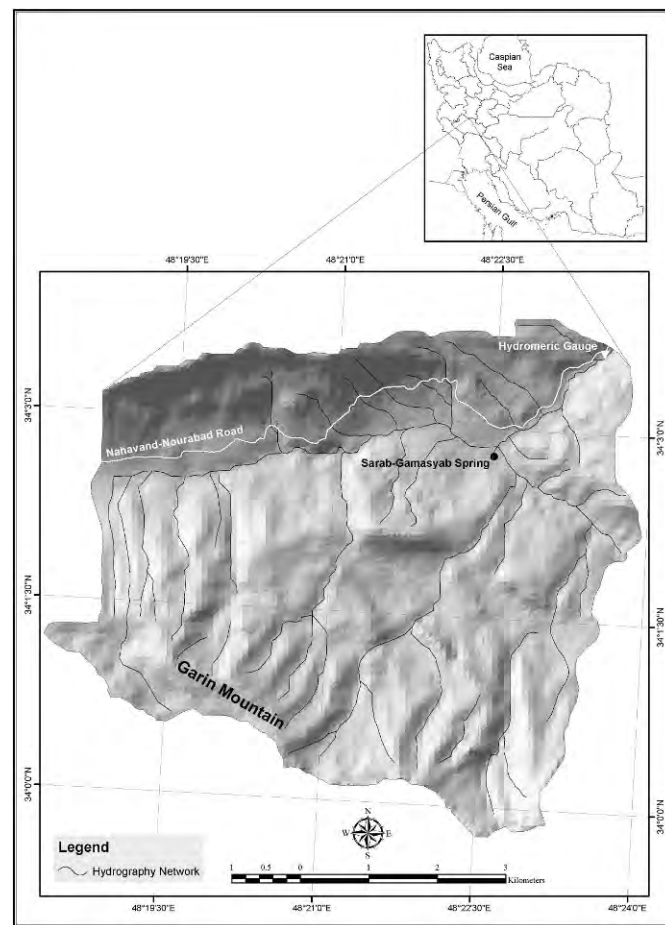 Caspian
Sea
Persian Gulf
48°19'30"E
48°21'0"E
48°22'30"E
Hydromeric Gauge
34°3'0"N
34°3'0"N
Nahavand-Nourabad Road
Sarab-Gamasyab Spring
34°1'30"N
34°1'30"N
Garin Mountain
34°0'0"N
34°0'0"N
N
W
E
S
Legend
Hydrography Network
1 0.5 0 1 2 3
Kilometers
48°19'30"E
48°21'0"E
48°22'30"E
48°24'0"E